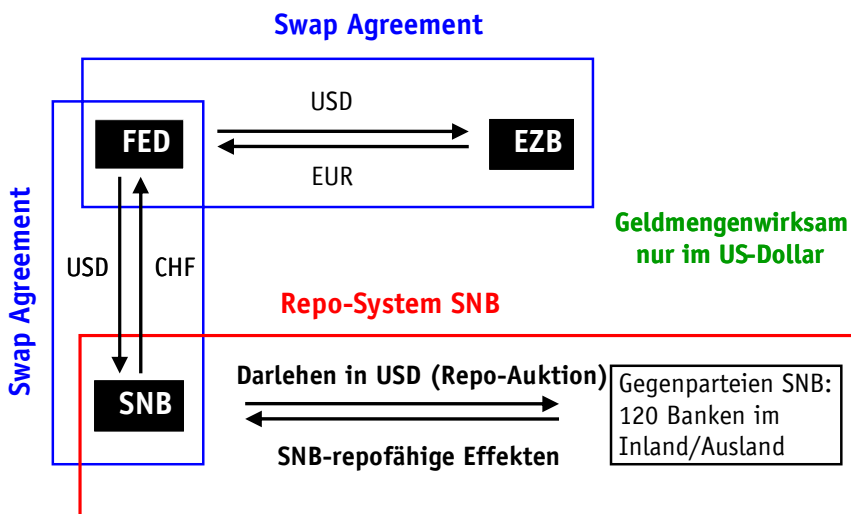 Swap Agreement
USD
FED
EZB
EUR
Swap Agreement
USD
CHF
Geldmengenwirksam
nur im US-Dollar
Repo-System SNB
SNB
Darlehen in USD (Repo-Auktion)
SNB-repofähige Effekten
Gegenparteien SNB:
120 Banken im
Inland/Ausland